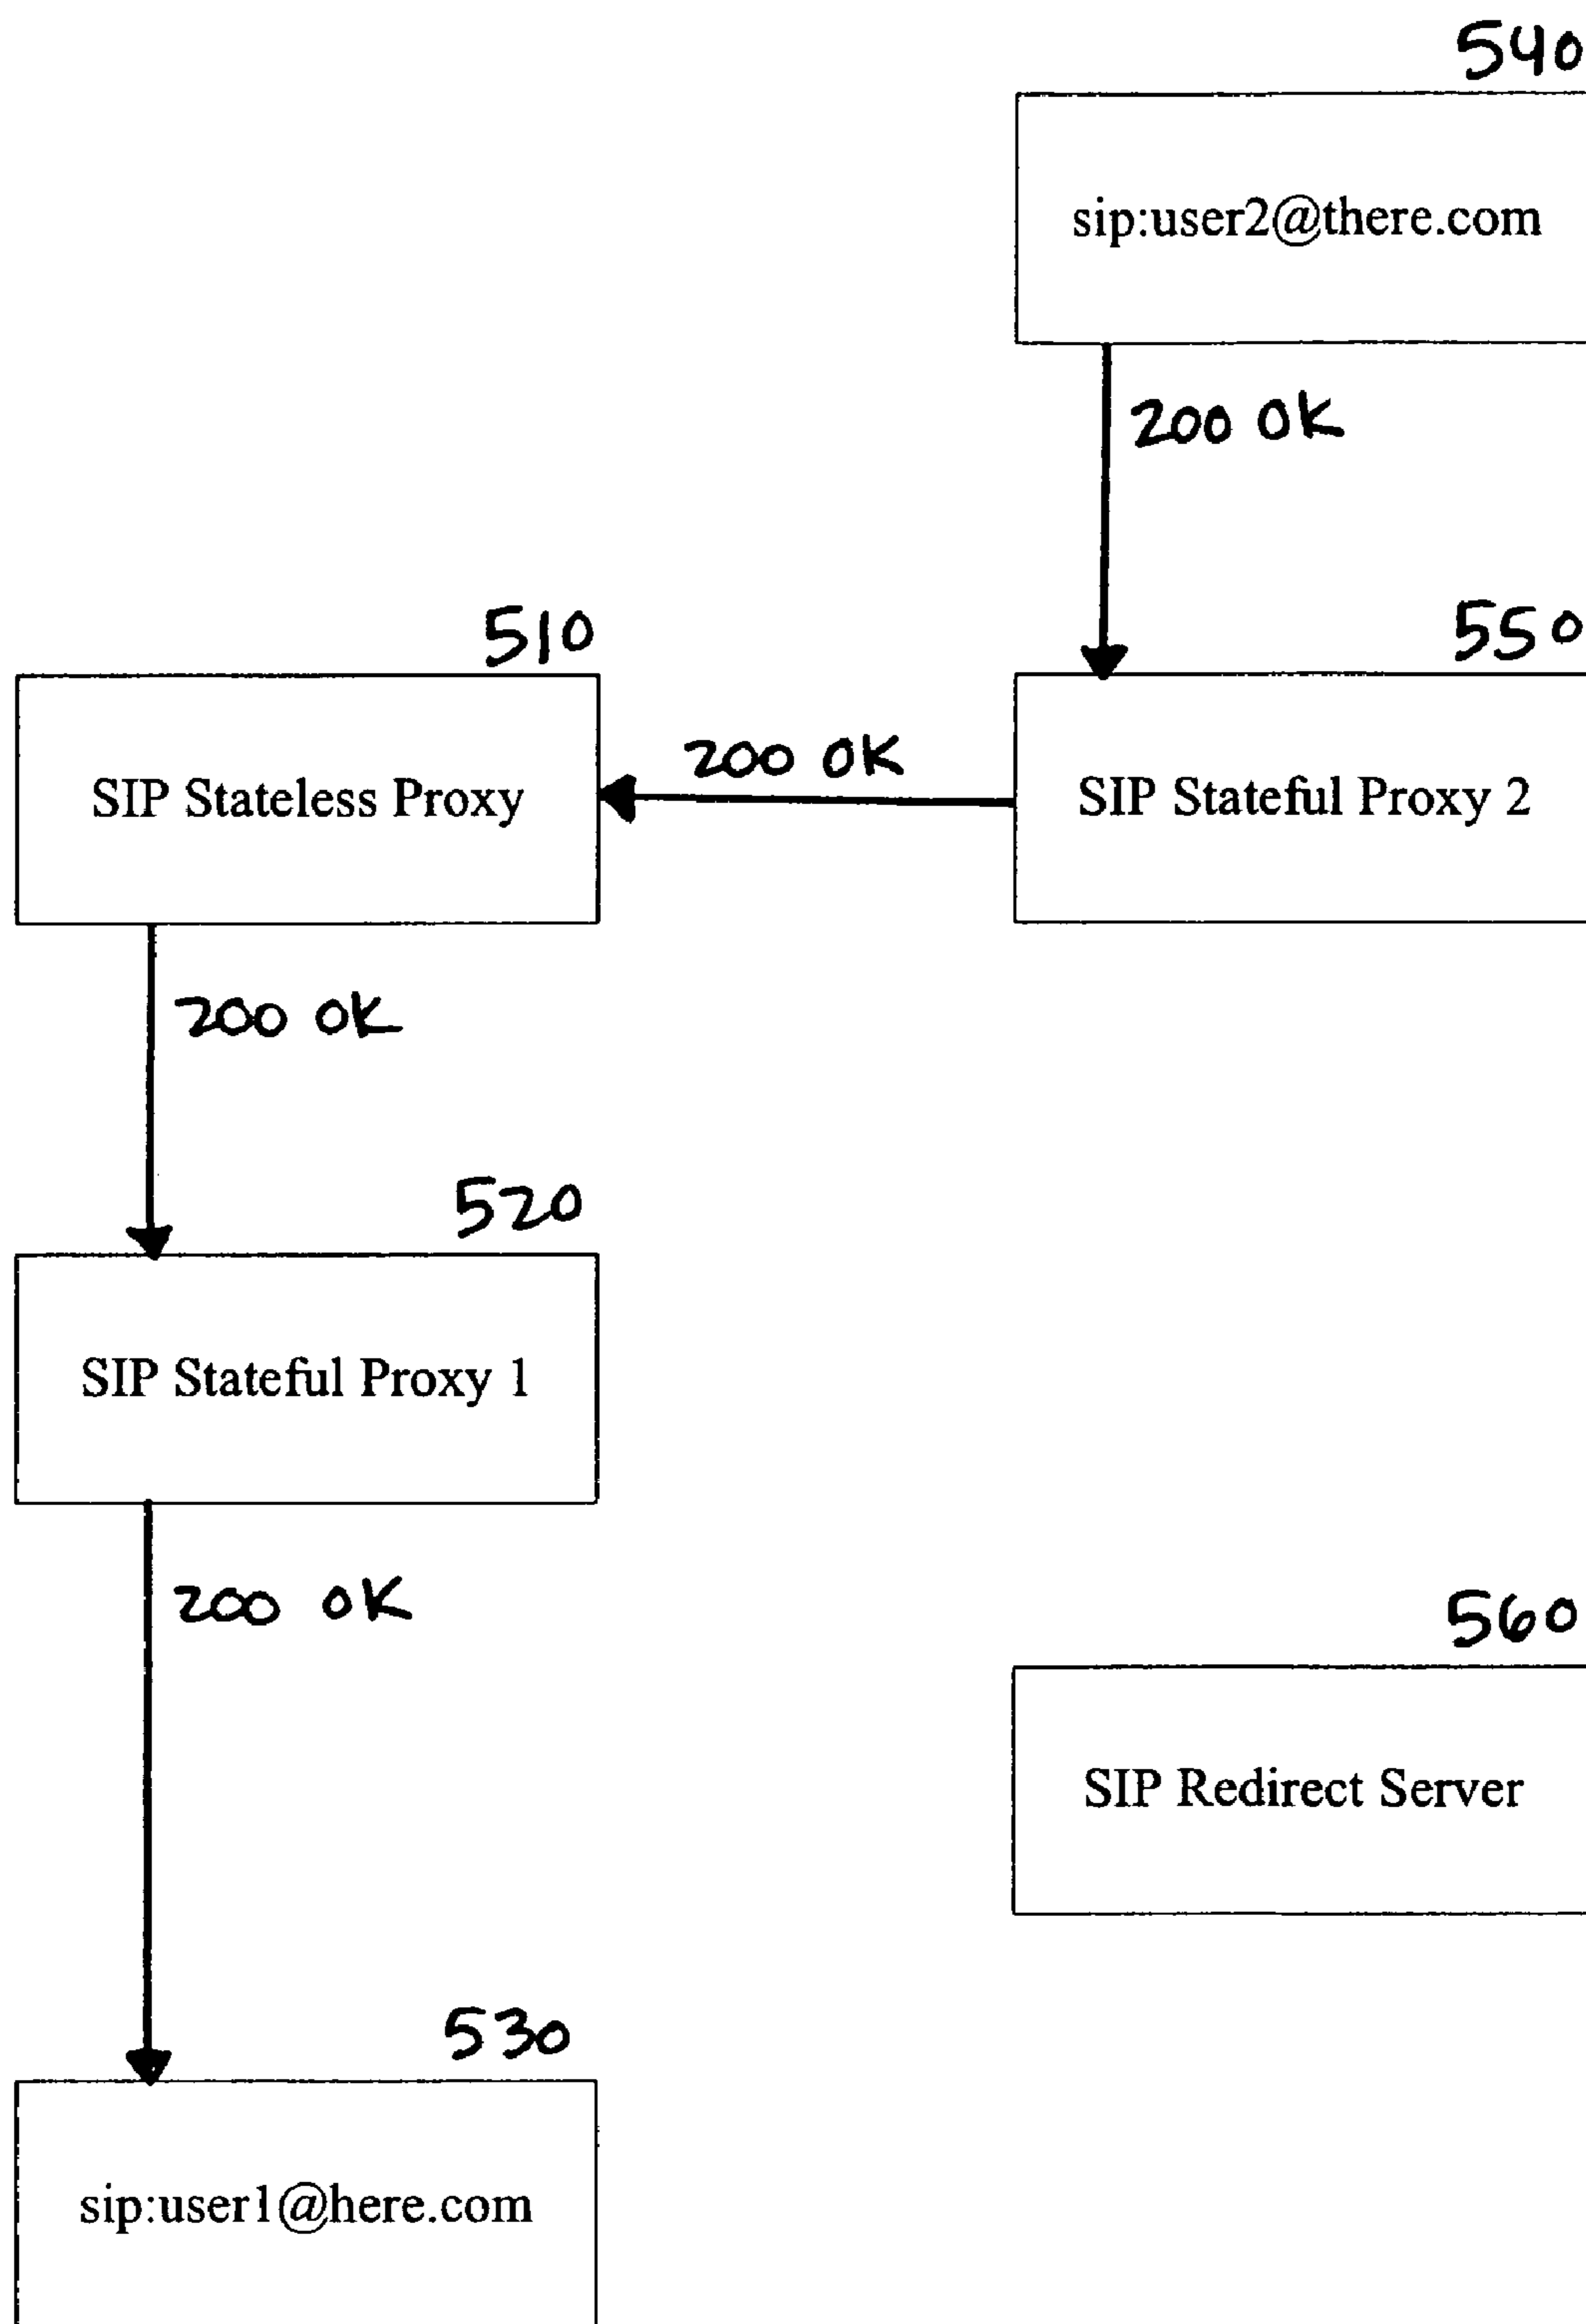 540
sip:user2@there.com
200 OK
510
550
SIP Stateless Proxy
200 OK
SIP Stateful Proxy 2
200 OK
520
SIP Stateful Proxy 1
200 OK
560
SIP Redirect Server
530
sip:user1@here.com